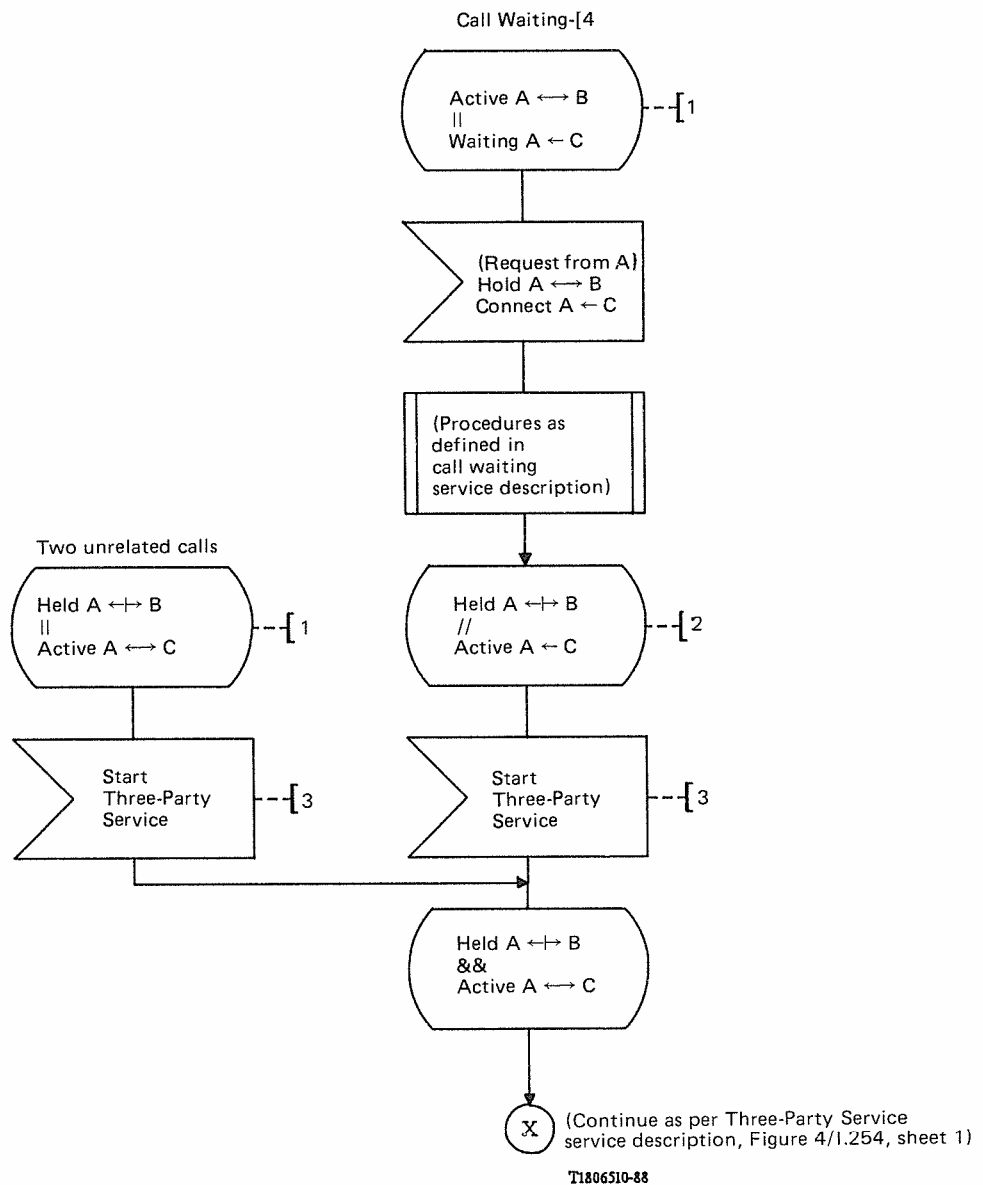 Call Waiting-[4
Active A ←→ B
||
Waiting A ← C
[1
(Request from A)
Hold A ←→ B
Connect A ← C
(Procedures as
defined in
call waiting
service description)
Two unrelated calls
Held A ←|→ B
||
Active A ←→ C
[1
Held A ←|→ B
//
Active A ← C
[2
Start
Three-Party
Service
[3
Start
Three-Party
Service
[3
Held A ←|→ B
&&
Active A ←→ C
X
(Continue as per Three-Party Service
service description, Figure 4/I.254, sheet 1)
T1806510-88